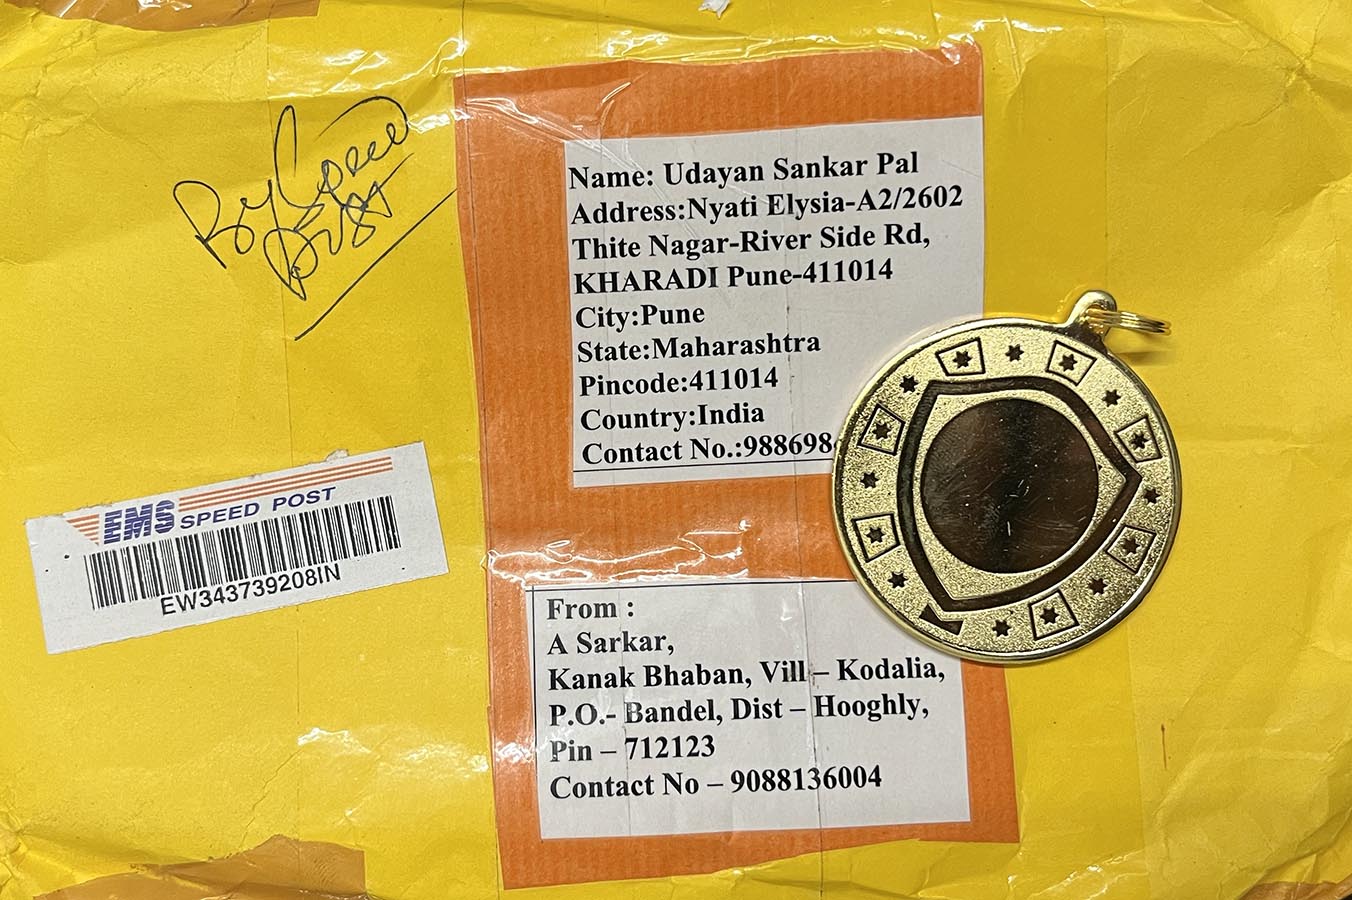 By Speed
Post
Name: Udayan Sankar Pal
Address:Nyati Elysia-A2/2602
Thite Nagar-River Side Rd,
KHARADI Pune-411014
City:Pune
State:Maharashtra
Pincode:411014
Country:India
Contact No.:988698
EMS SPEED POST
EW343739208IN
From :
A Sarkar,
Kanak Bhaban, Vill – Kodalia,
P.O.- Bandel, Dist – Hooghly,
Pin – 712123
Contact No – 9088136004